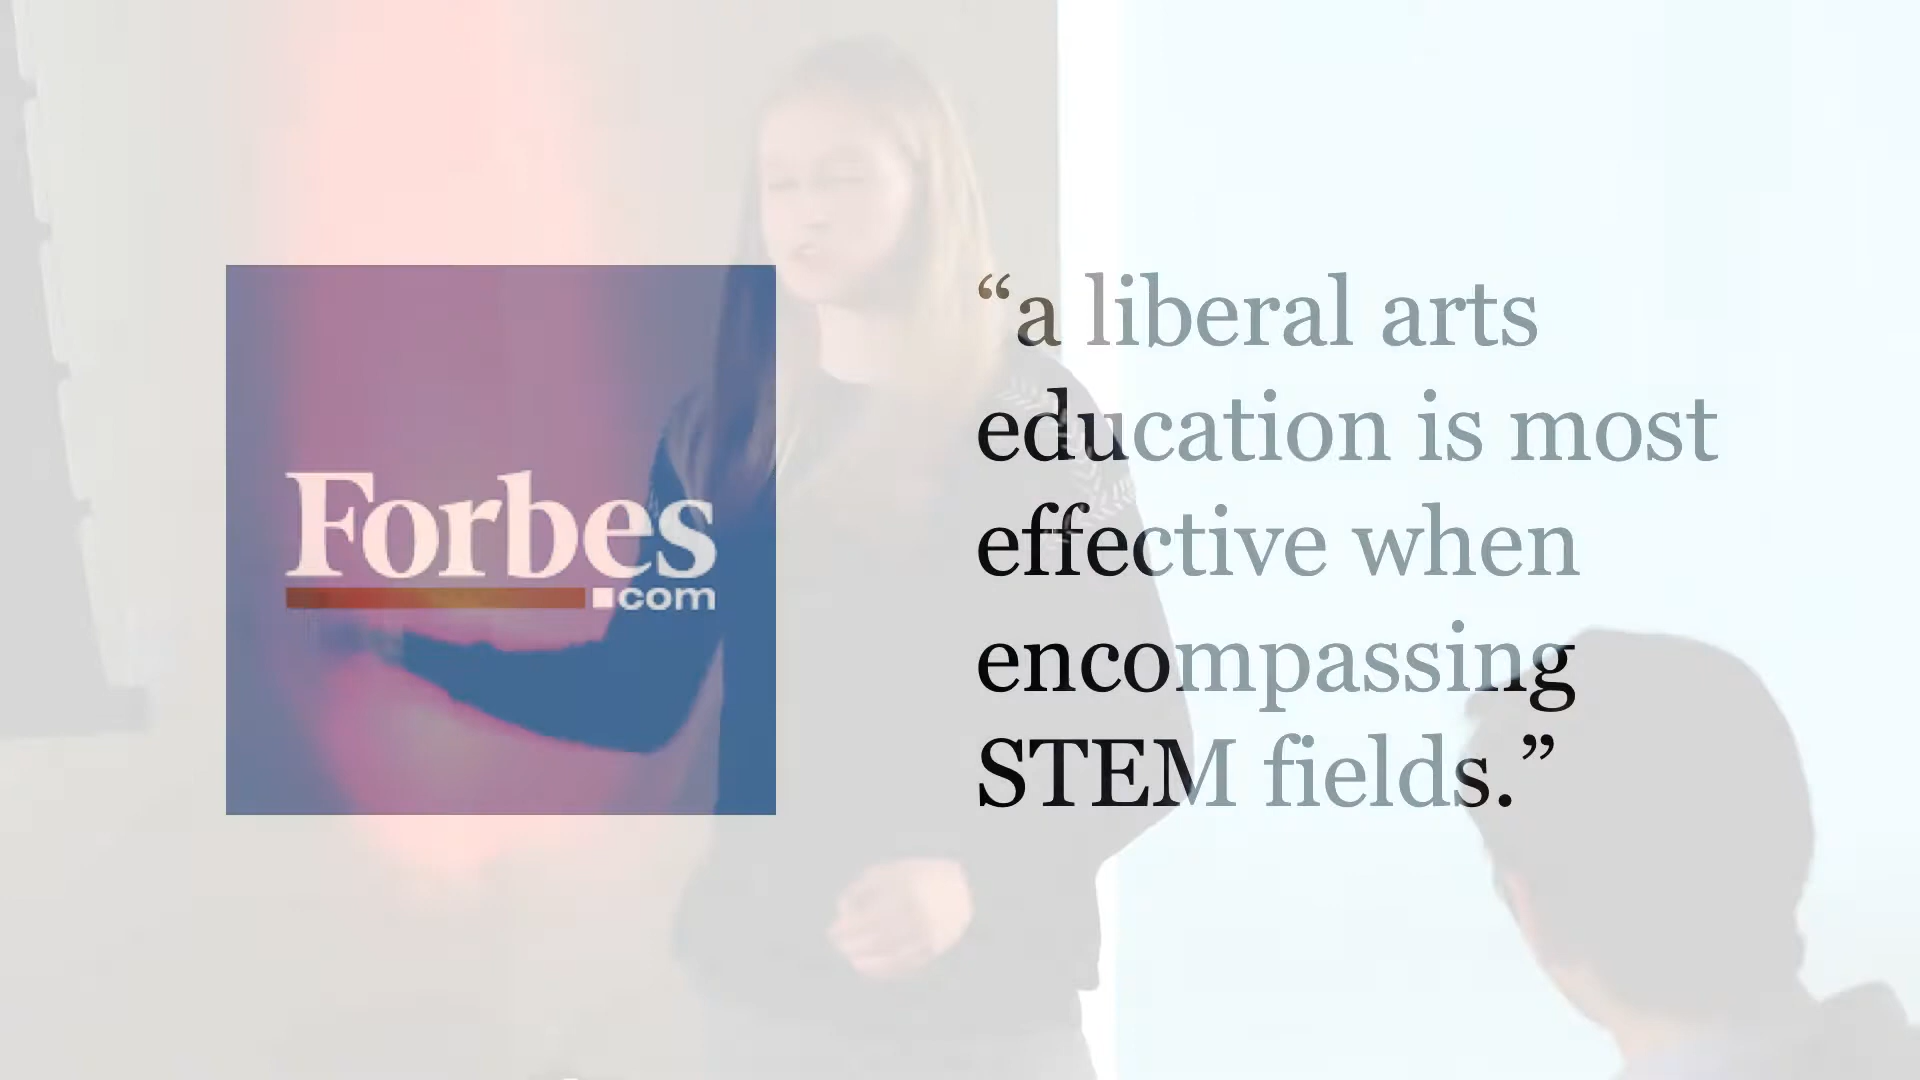 Forbes
.com
“a liberal arts
education is most
effective when
encompassing
STEM fields.”